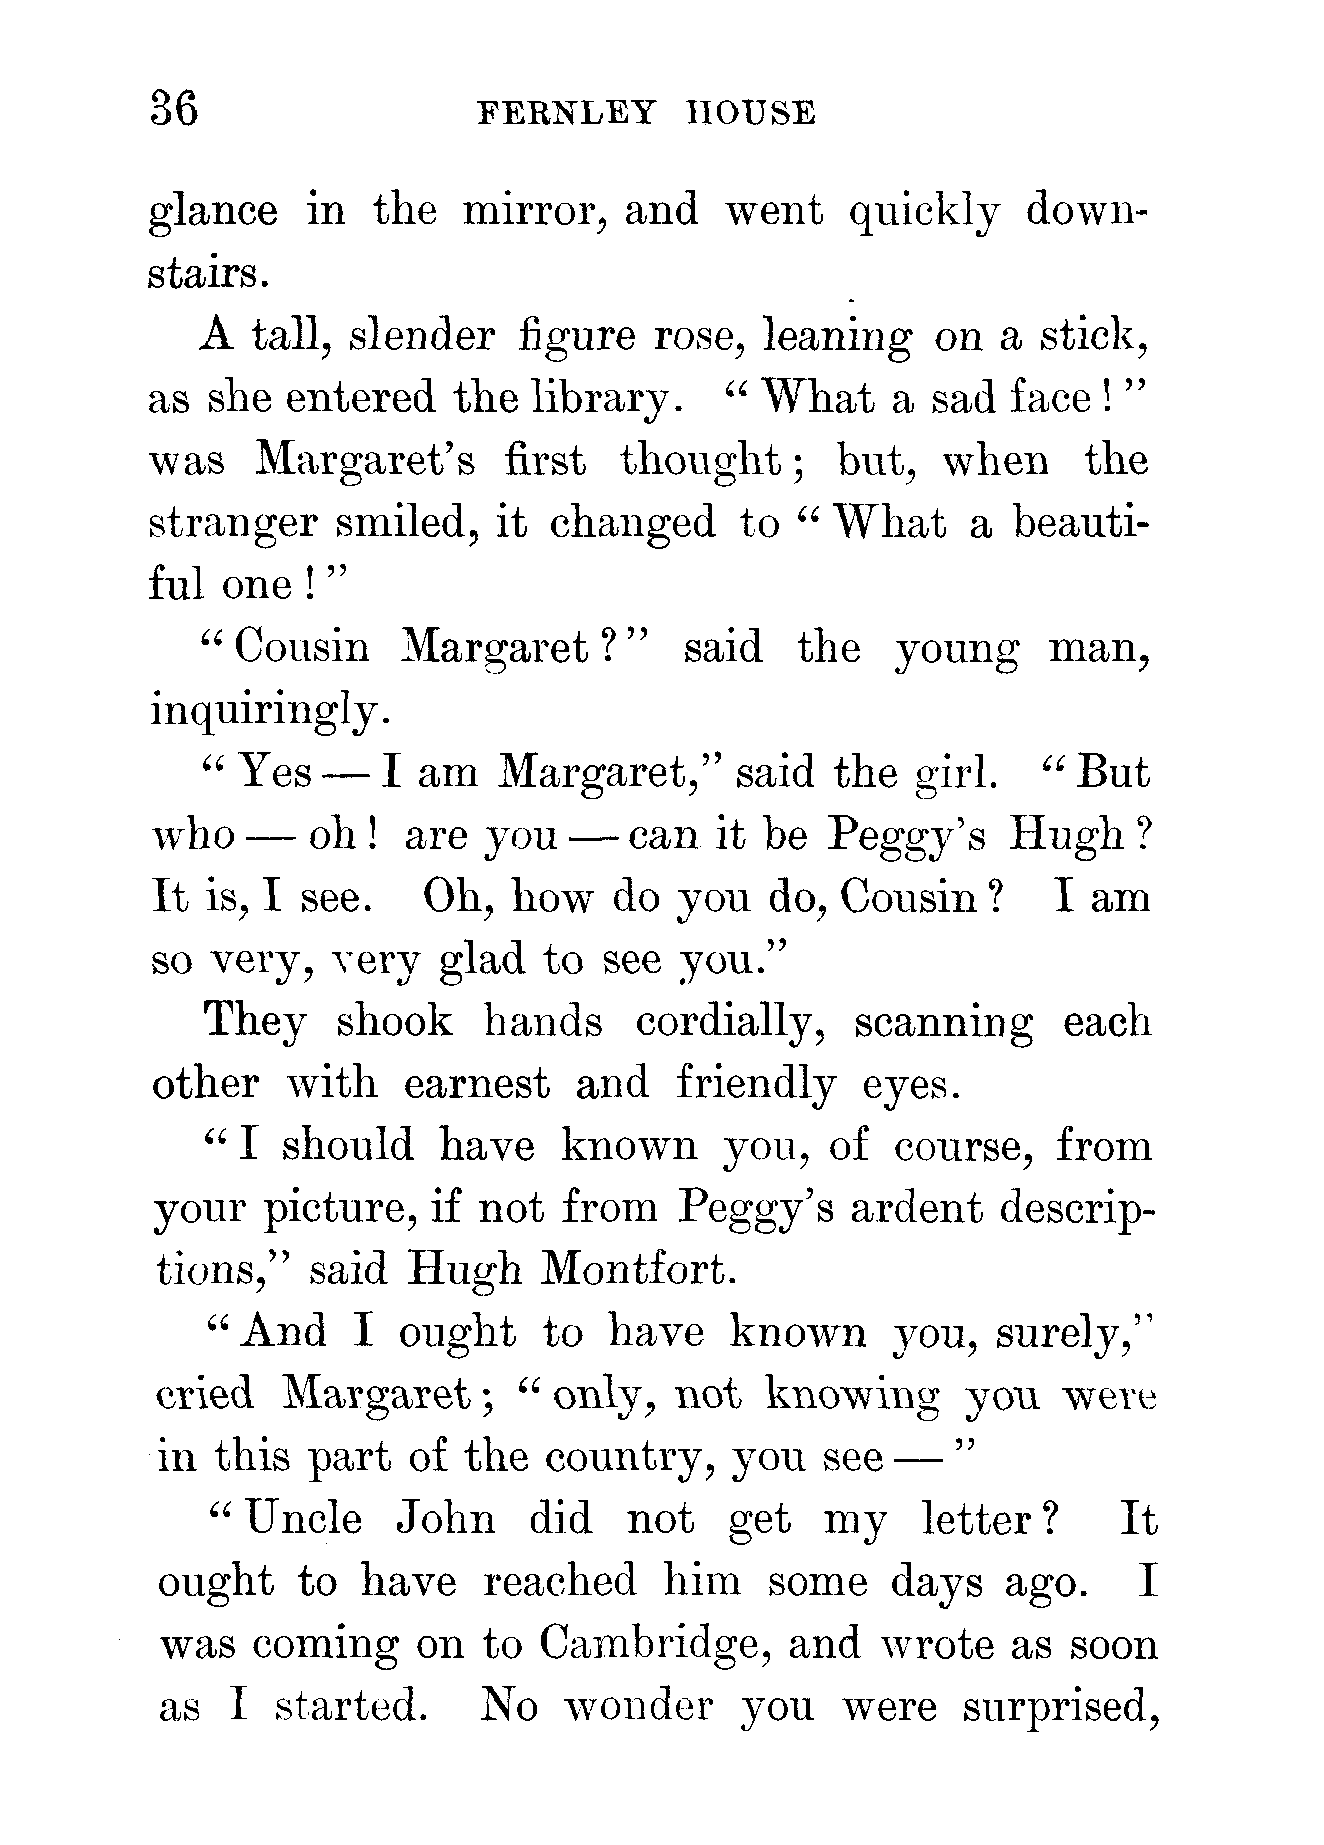 36 FERNLEY HOUSE
glance in the mirror, and went quickly down-
stairs.
A tall, slender figure rose, leaning on a stick,
as she entered the library. “ What a sad face ! ”
was Margaret’s first thought ; but, when the
stranger smiled, it changed to “ What a beauti-
ful one ! ”
“ Cousin Margaret ? ” said the young man,
inquiringly.
“ Yes — I am Margaret,” said the girl. “ But
who — oh ! are you — can it be Peggy’s Hugh ?
It is, I see. Oh, how do you do, Cousin ? I am
so very, very glad to see you.”
They shook hands cordially, scanning each
other with earnest and friendly eyes.
“ I should have known you, of course, from
your picture, if not from Peggy’s ardent descrip-
tions,” said Hugh Montfort.
“ And I ought to have known you, surely,”
cried Margaret ; “ only, not knowing you were
in this part of the country, you see — ”
“ Uncle John did not get my letter ? It
ought to have reached him some days ago. I
was coming on to Cambridge, and wrote as soon
as I started. No wonder you were surprised,